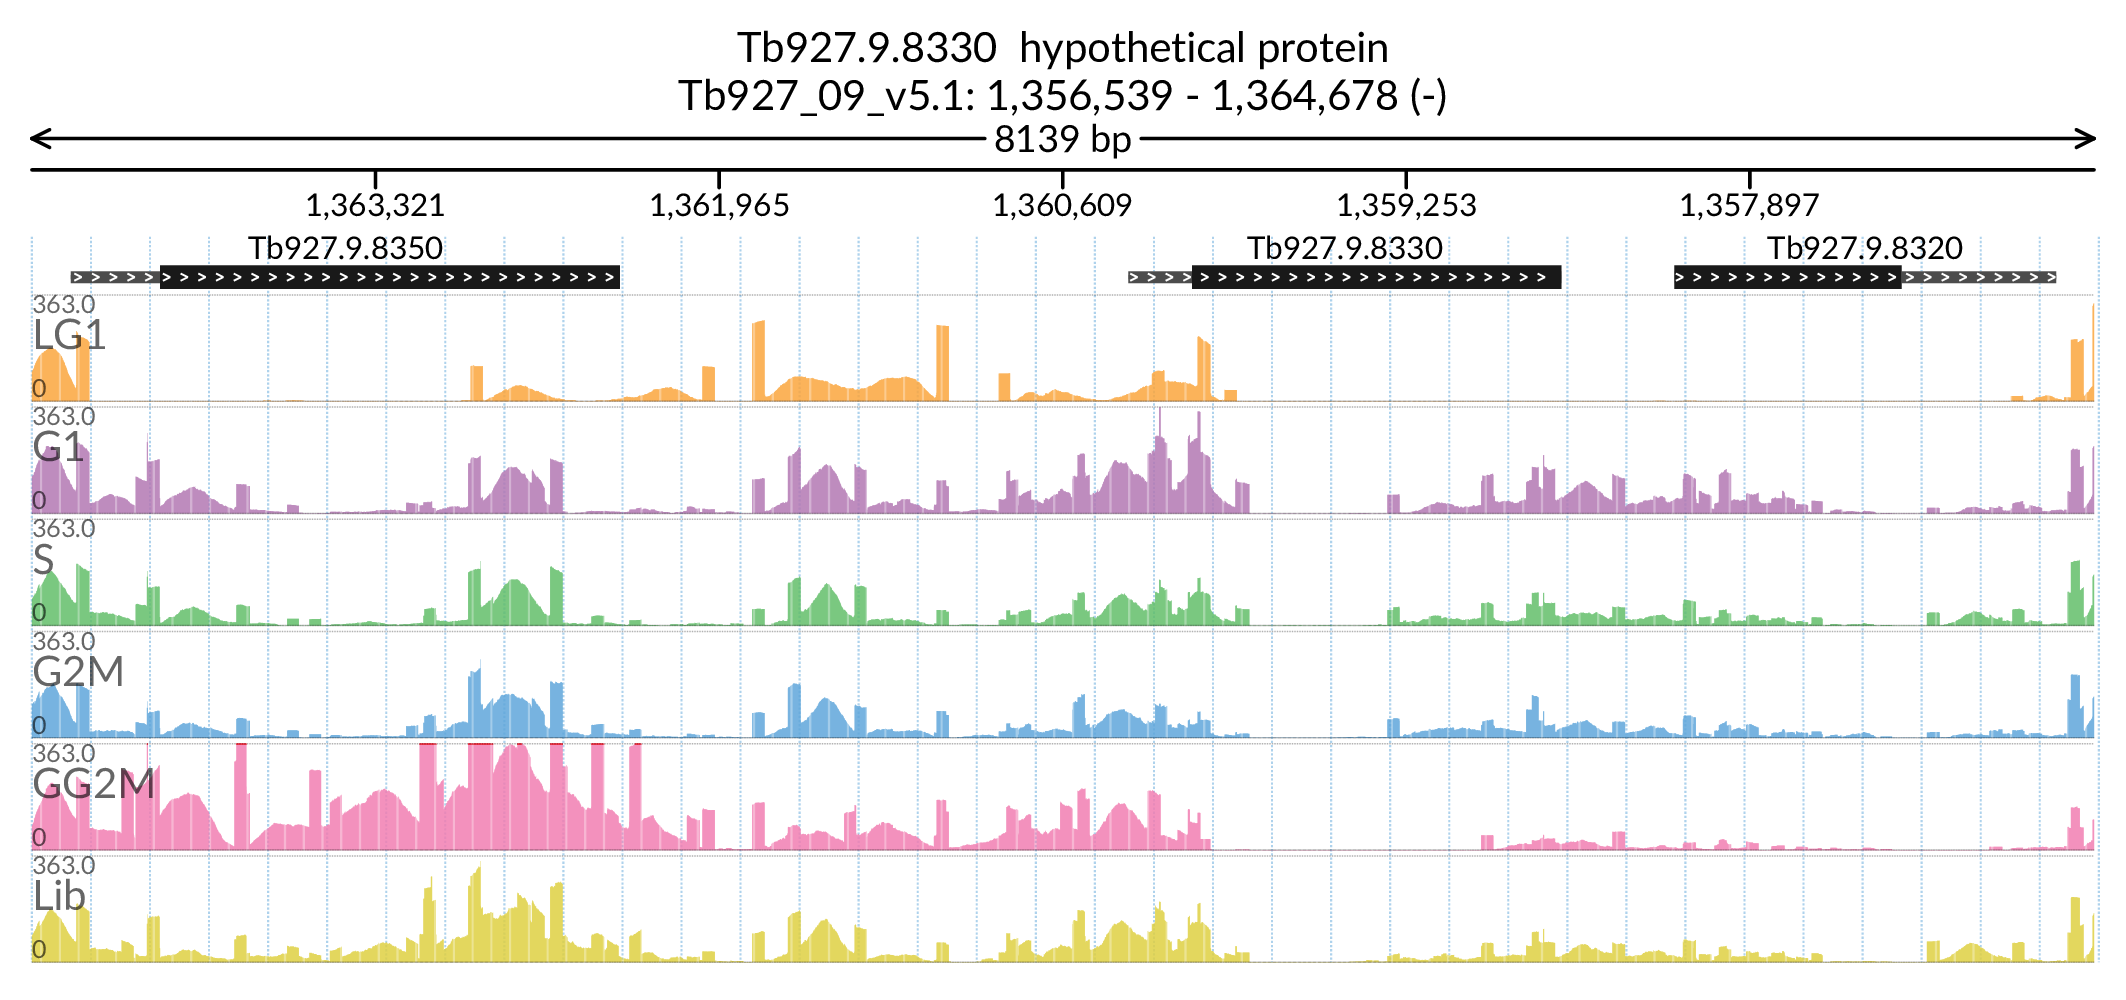 Tb927.9.8330  hypothetical protein
Tb927_09_v5.1: 1,356,539 - 1,364,678 (-)
8139 bp
1,363,321 1,361,965 1,360,609 1,359,253 1,357,897
Tb927.9.8350 Tb927.9.8330 Tb927.9.8320
363.0
LG1
0
363.0
G1
0
363.0
S
0
363.0
G2M
0
363.0
GG2M
0
363.0
Lib
0